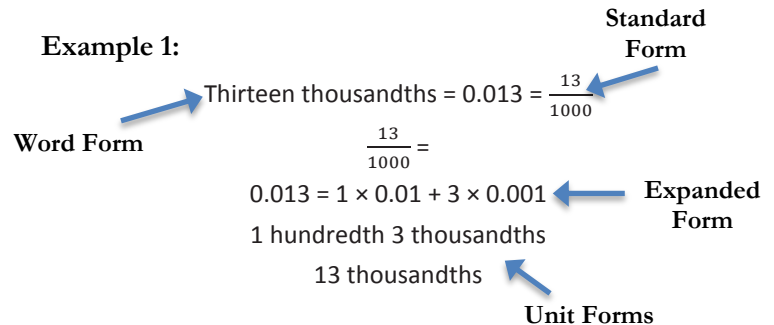 Standard
Form
Example 1:
Thirteen thousandths = 0.013 = 13/1000
Word Form
13/1000 =
0.013 = 1 × 0.01 + 3 × 0.001
Expanded
Form
1 hundredth 3 thousandths
13 thousandths
Unit Forms